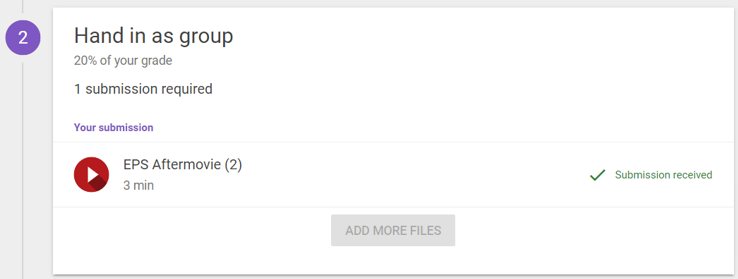 2
Hand in as group
20% of your grade
1 submission required
Your submission
EPS Aftermovie (2)
3 min
Submission received
ADD MORE FILES